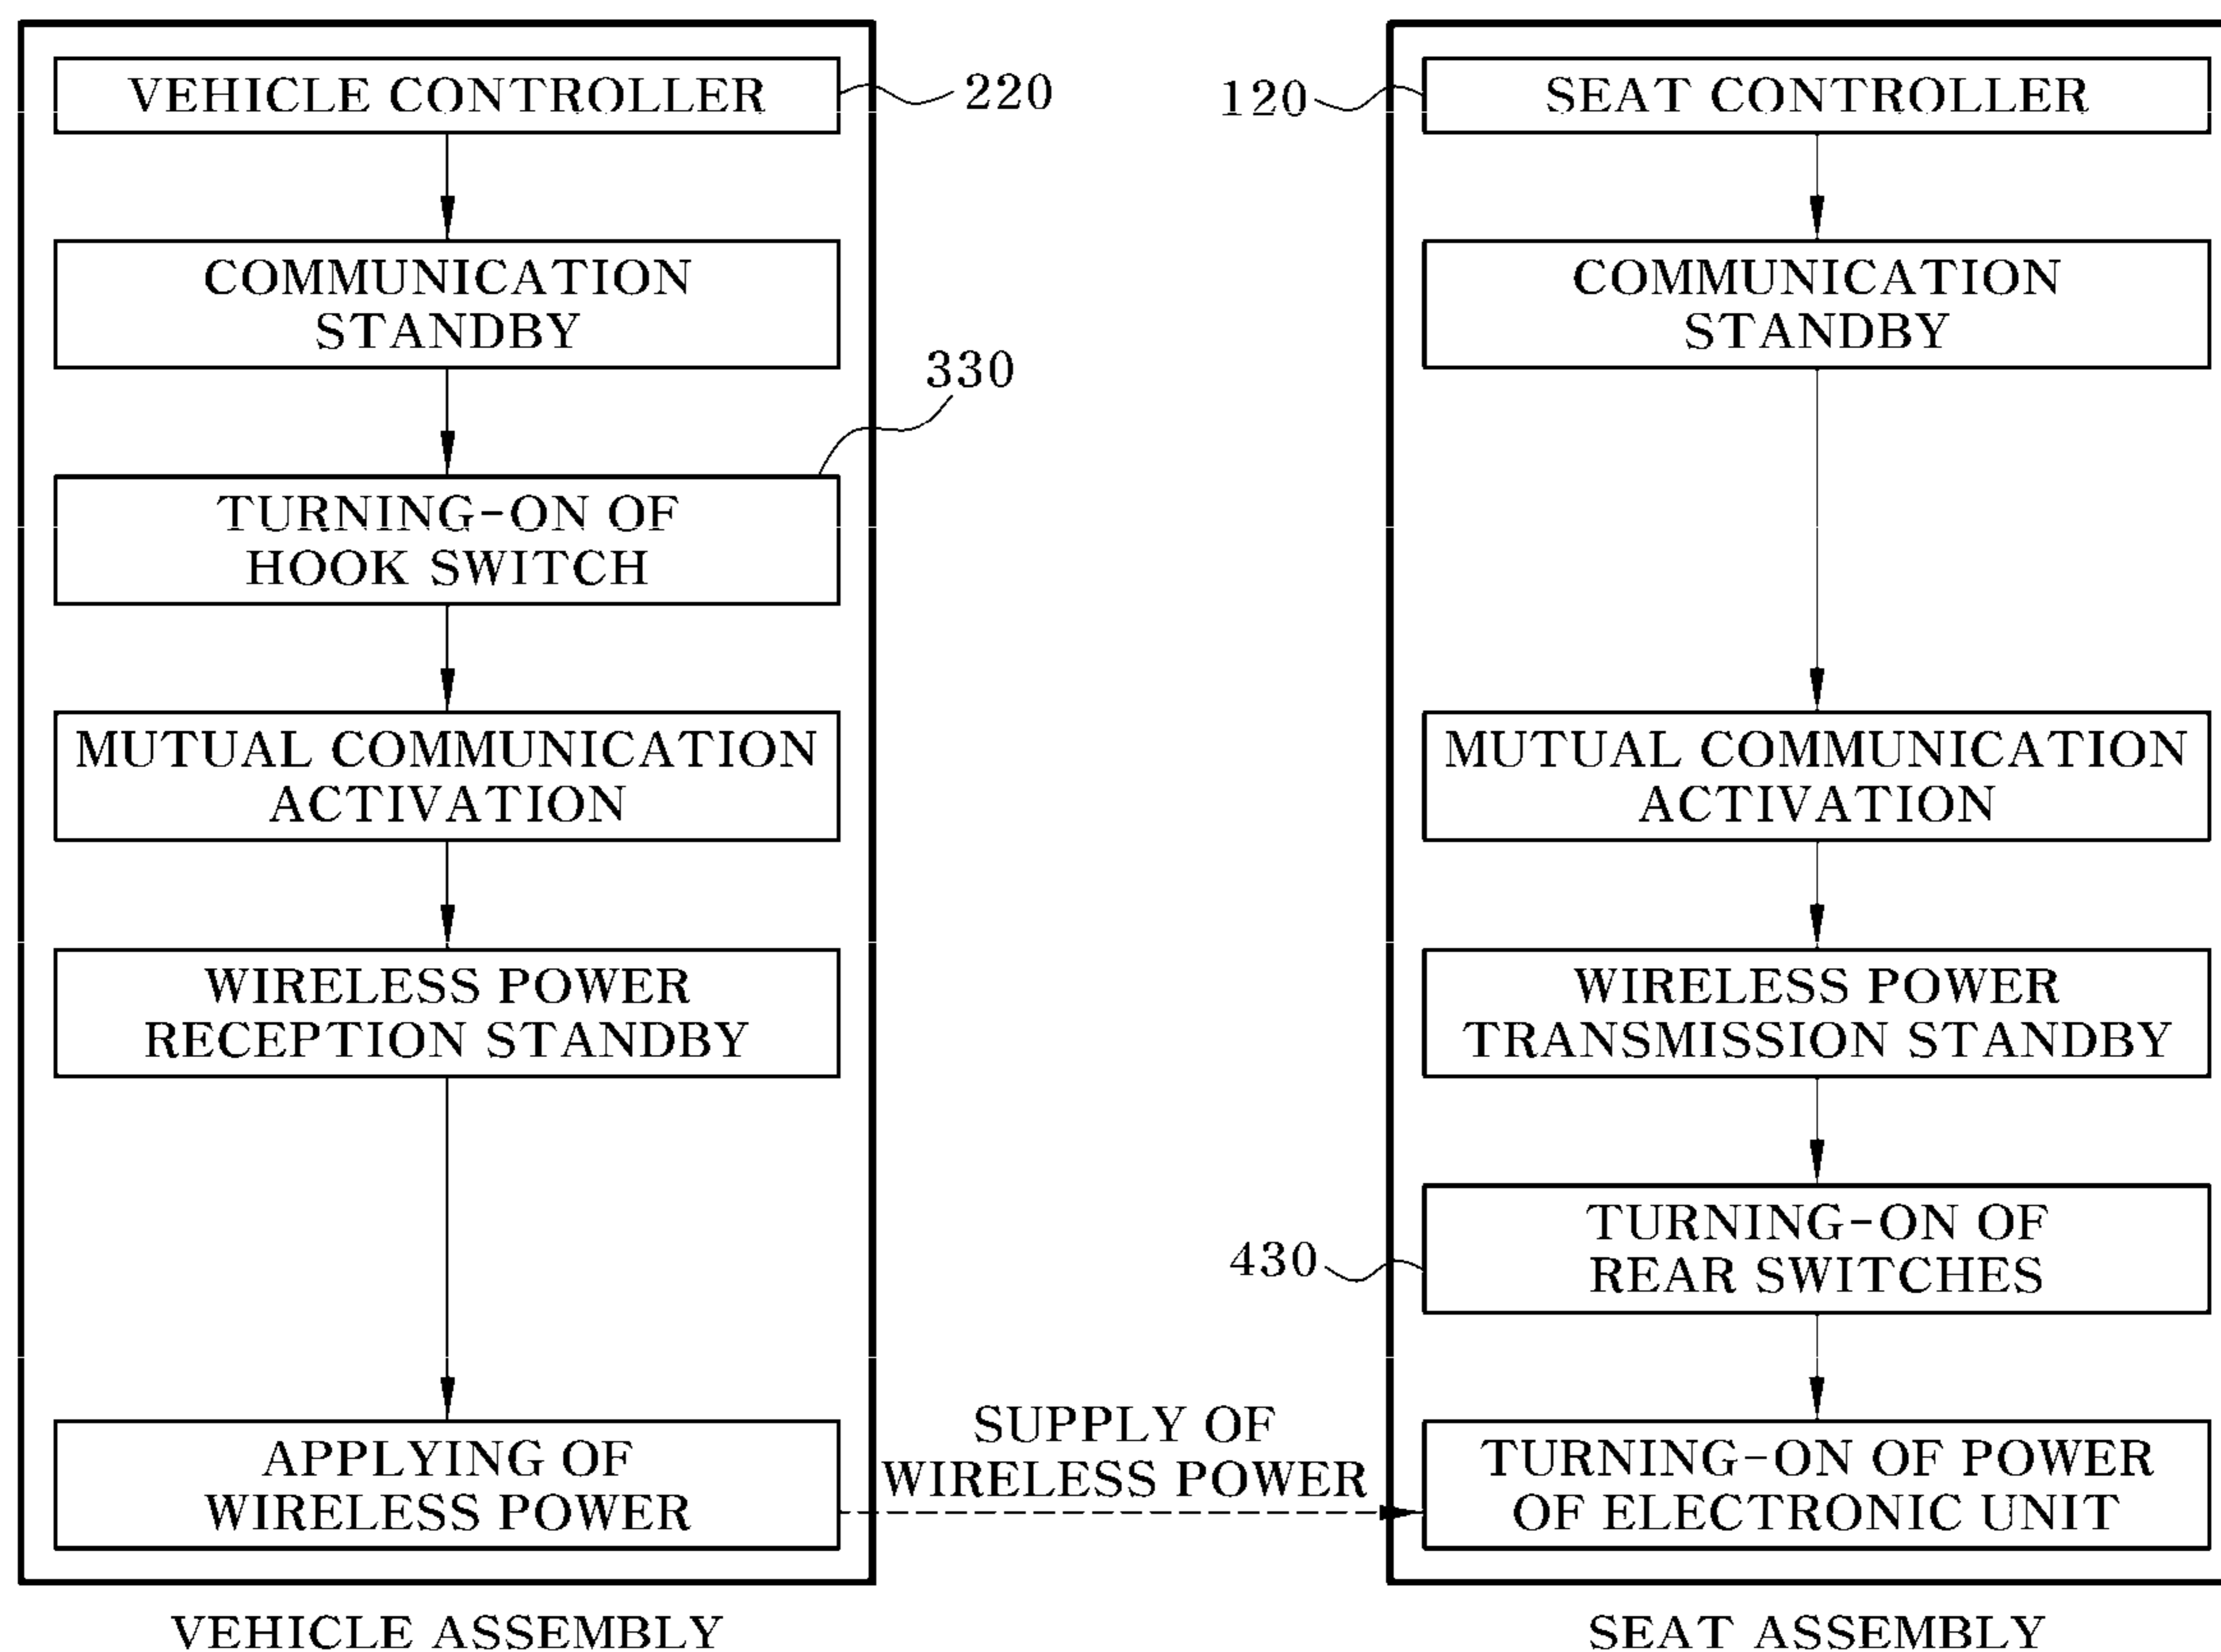 VEHICLE CONTROLLER
220
COMMUNICATION
STANDBY
330
TURNING-ON OF
HOOK SWITCH
MUTUAL COMMUNICATION
ACTIVATION
WIRELESS POWER
RECEPTION STANDBY
APPLYING OF
WIRELESS POWER
VEHICLE ASSEMBLY
SUPPLY OF
WIRELESS POWER
120
SEAT CONTROLLER
COMMUNICATION
STANDBY
MUTUAL COMMUNICATION
ACTIVATION
WIRELESS POWER
TRANSMISSION STANDBY
430
TURNING-ON OF
REAR SWITCHES
TURNING-ON OF POWER
OF ELECTRONIC UNIT
SEAT ASSEMBLY